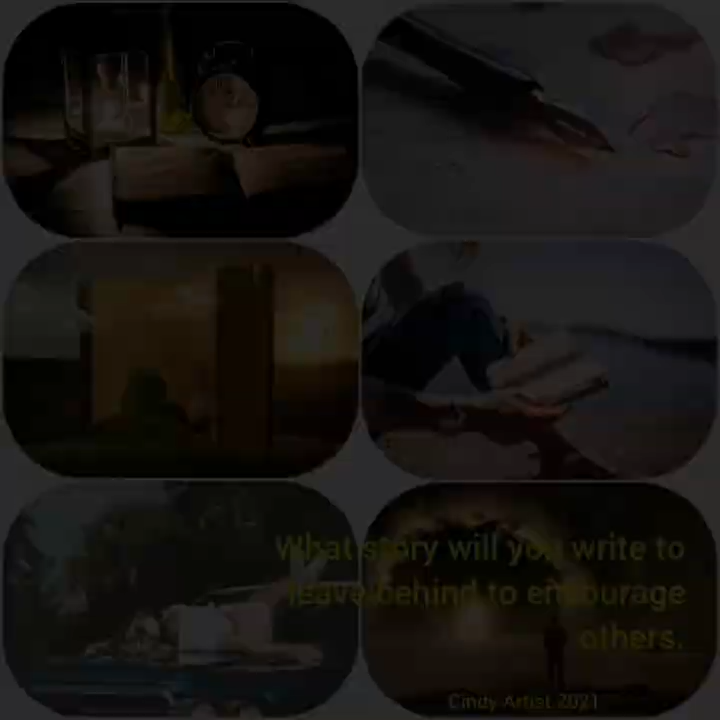 What story will you write to
leave behind to encourage
others.
Cindy Artist 2021